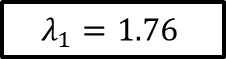 λ₁ = 1.76